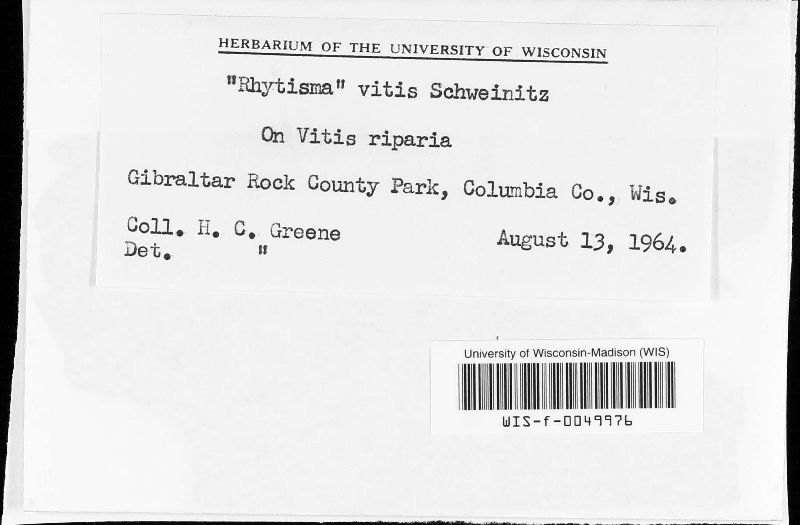 HERBARIUM OF THE UNIVERSITY OF WISCONSIN
"Rhytisma" vitis Schweinitz
On Vitis riparia
Gibraltar Rock County Park, Columbia Co., Wis.
Coll. H. C. Greene August 13, 1964.
Det. "
University of Wisconsin-Madison (WIS)
WIS-f-0049976